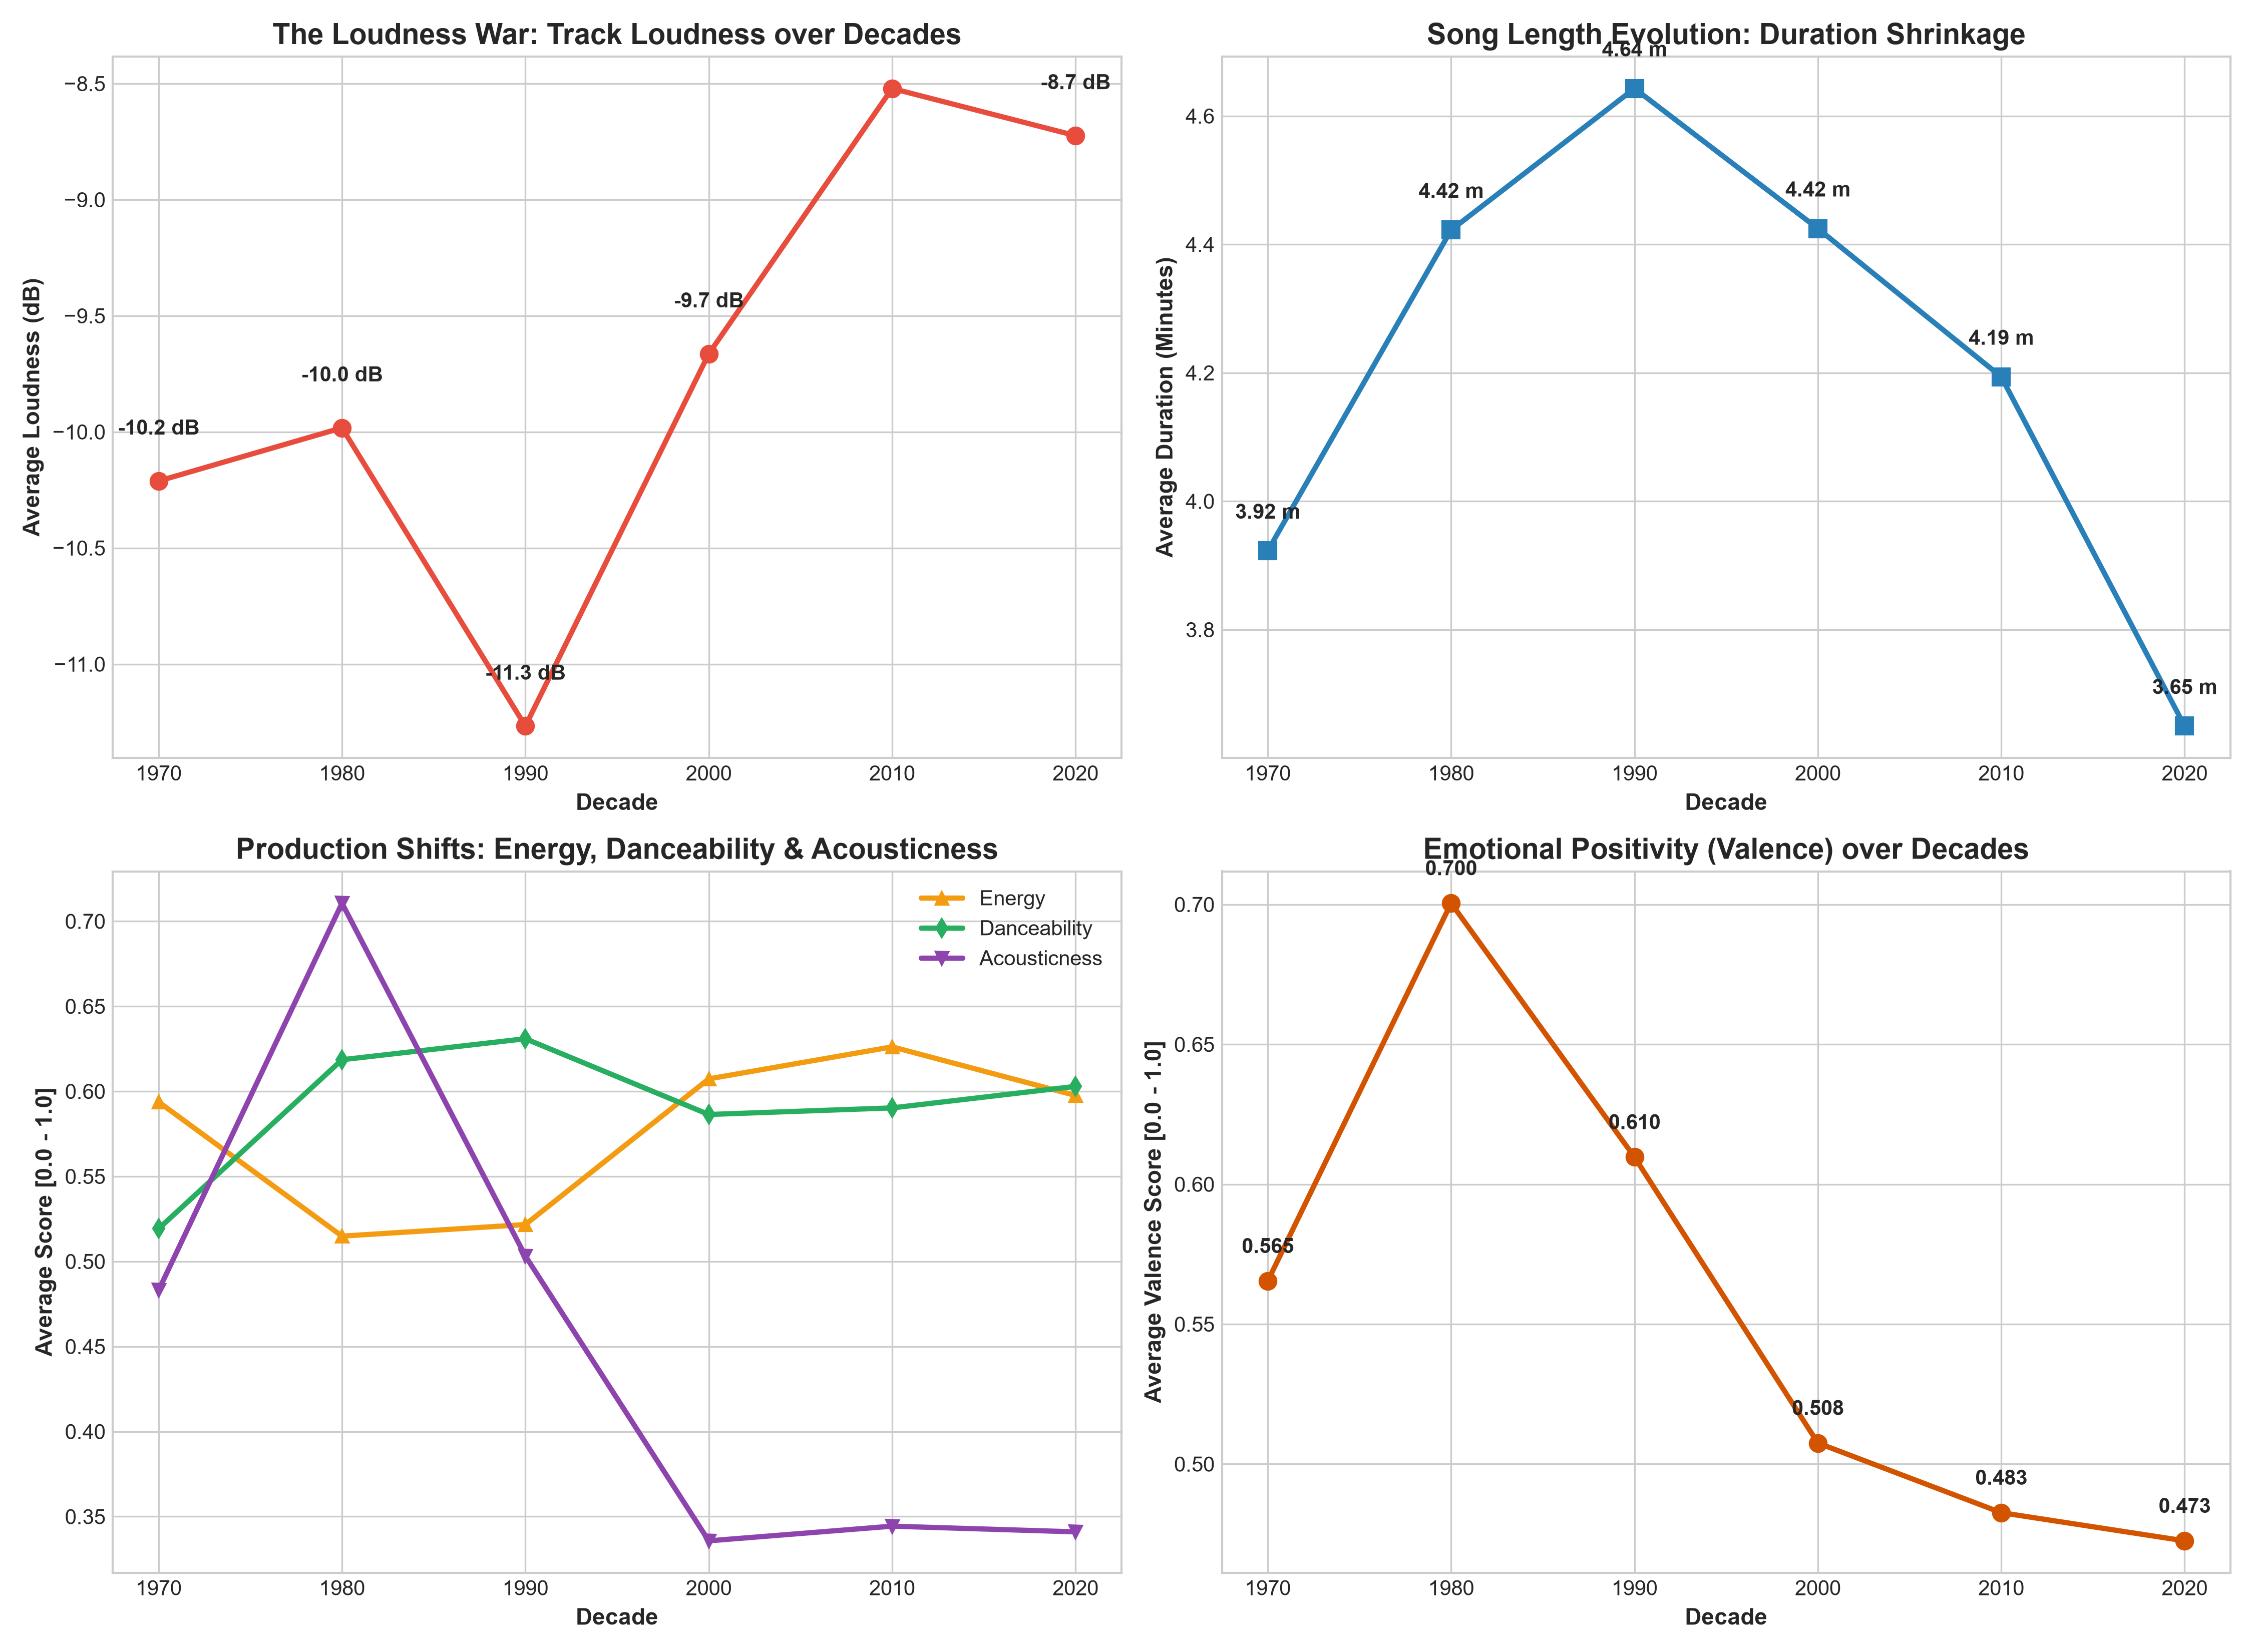 The Loudness War: Track Loudness over Decades
Average Loudness (dB)
−8.5
−9.0
−9.5
−10.0
−10.5
−11.0
-10.2 dB
-10.0 dB
-11.3 dB
-9.7 dB
-8.7 dB
1970
1980
1990
2000
2010
2020
Decade
Song Length Evolution: Duration Shrinkage
Average Duration (Minutes)
4.6
4.4
4.2
4.0
3.8
3.92 m
4.42 m
4.64 m
4.42 m
4.19 m
3.65 m
1970
1980
1990
2000
2010
2020
Decade
Production Shifts: Energy, Danceability & Acousticness
Average Score [0.0 - 1.0]
0.70
0.65
0.60
0.55
0.50
0.45
0.40
0.35
Energy
Danceability
Acousticness
1970
1980
1990
2000
2010
2020
Decade
Emotional Positivity (Valence) over Decades
Average Valence Score [0.0 - 1.0]
0.70
0.65
0.60
0.55
0.50
0.565
0.700
0.610
0.508
0.483
0.473
1970
1980
1990
2000
2010
2020
Decade